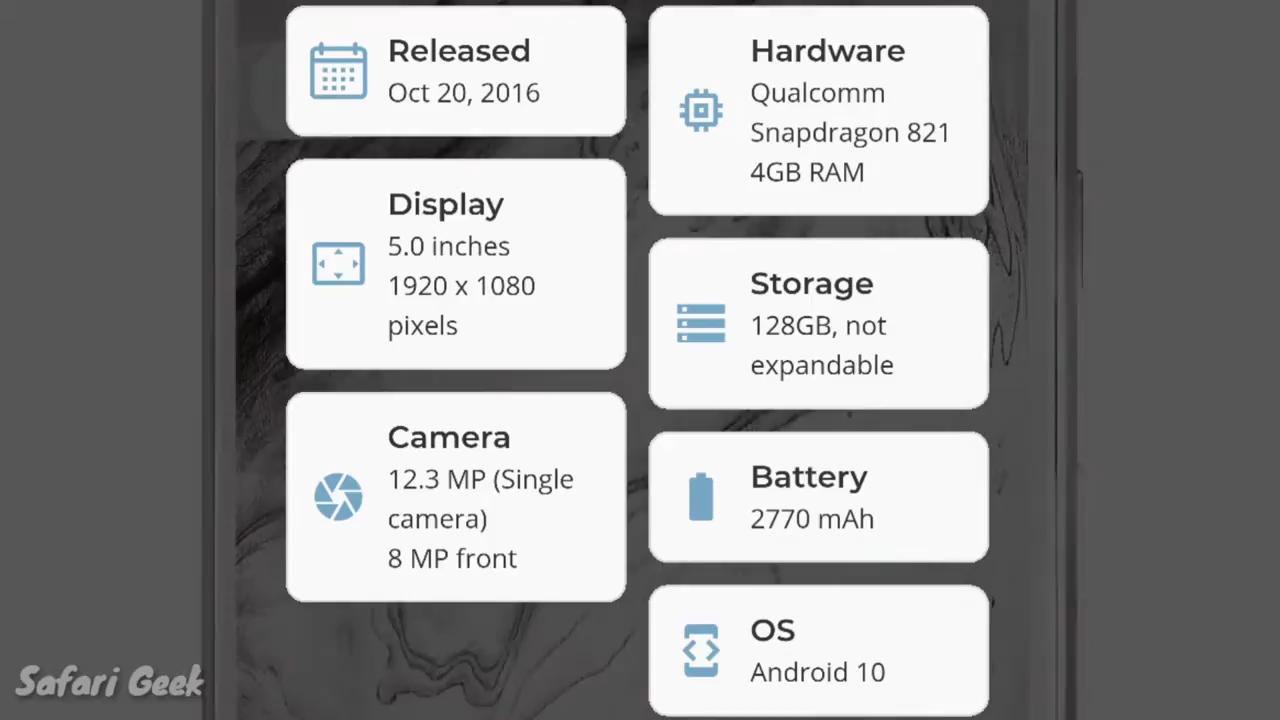 Released
Oct 20, 2016
Display
5.0 inches
1920 x 1080
pixels
Camera
12.3 MP (Single
camera)
8 MP front
Hardware
Qualcomm
Snapdragon 821
4GB RAM
Storage
128GB, not
expandable
Battery
2770 mAh
OS
Android 10
Safari Geek